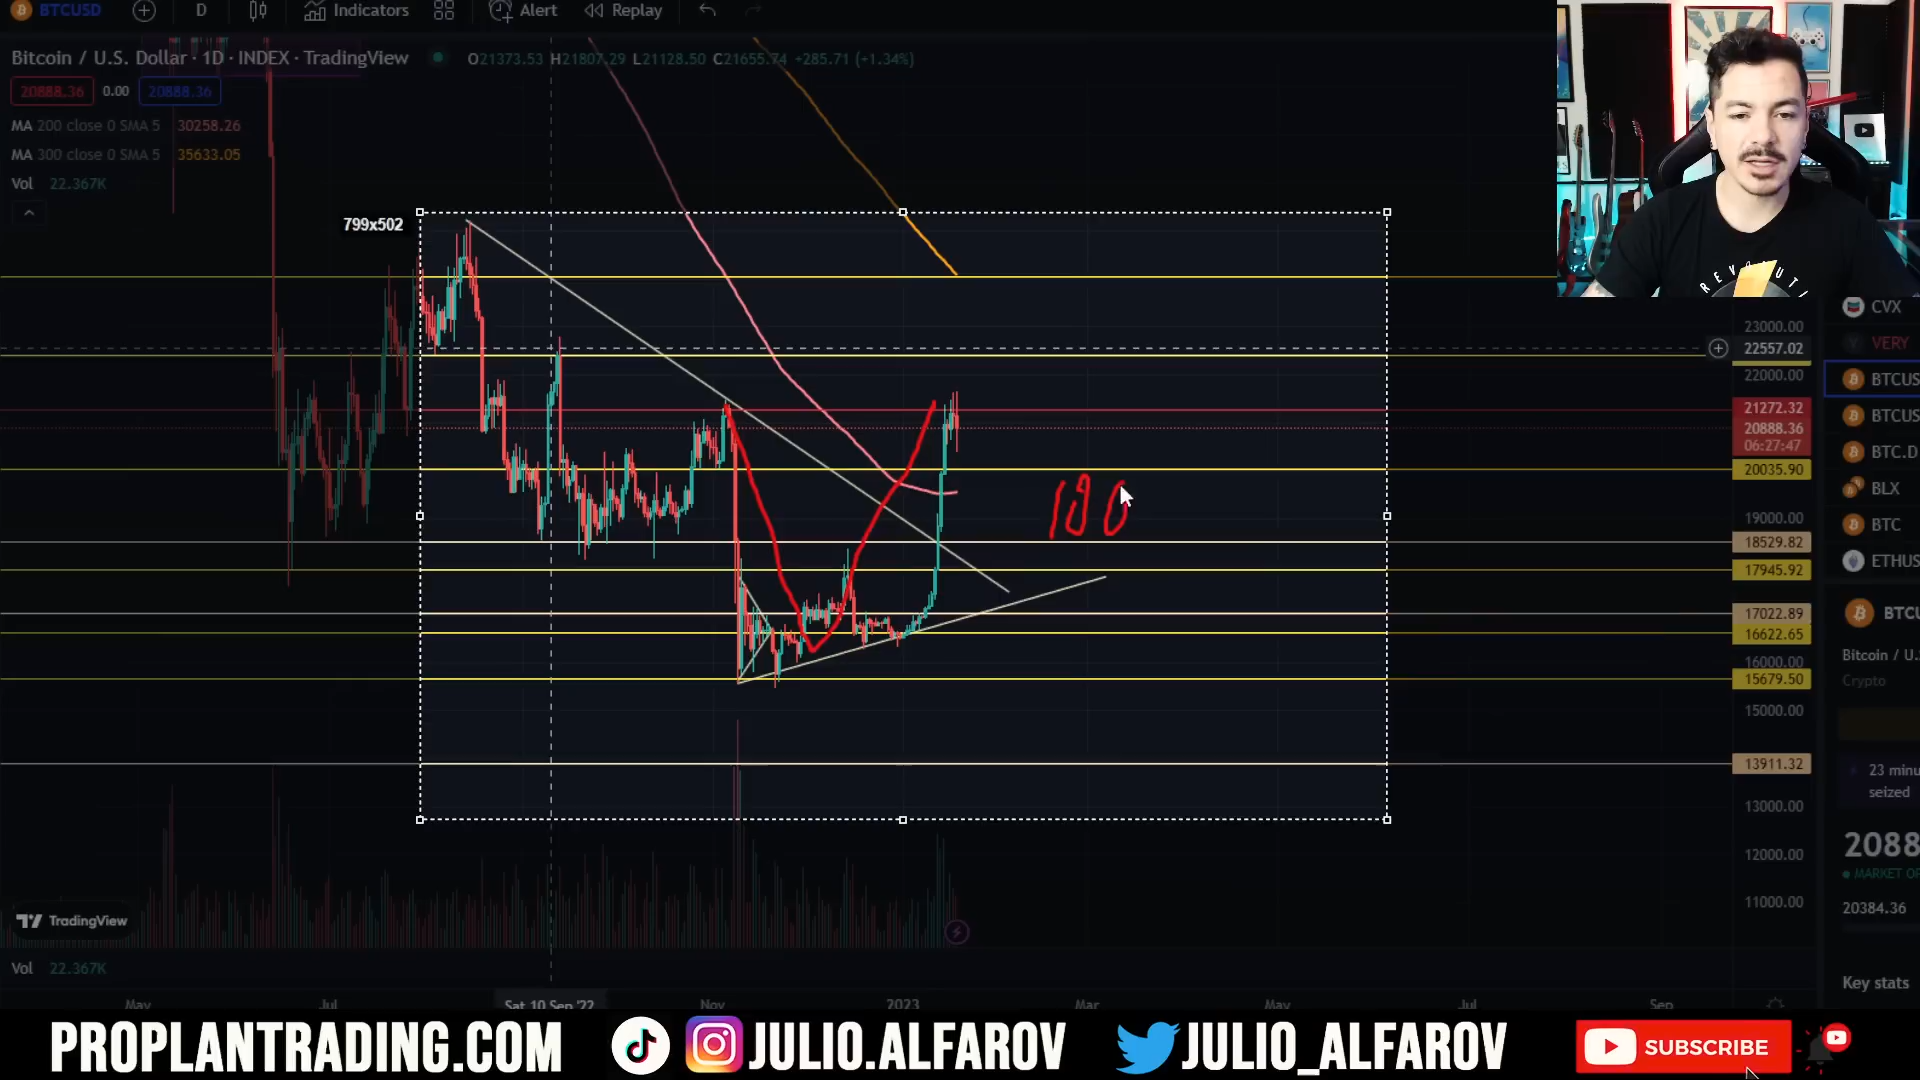 BTCUSD D Indicators Alert Replay
Bitcoin / U.S. Dollar · 1D · INDEX · TradingView O21373.53 H21807.29 L21128.50 C21655.74 +285.71 (+1.34%)
20888.36 0.00 20888.36
MA 200 close 0 SMA 5 30258.26
MA 300 close 0 SMA 5 35633.05
Vol 22.367K
799x502
REVOLUTI
CVX
23000.00
VERY
22557.02
22000.00
BTCUS
21272.32
BTCUS
20888.36
06:27:47
BTC.D
20035.90
BLX
100
19000.00
BTC
18529.82
ETHUS
17945.92
17022.89
BTCU
16622.65
Bitcoin / U.
16000.00
Crypto
15679.50
15000.00
13911.32
23 minu
seized
13000.00
2088
12000.00
MARKET OP
11000.00
20384.36
TradingView
Vol 22.367K
Key stats
May Jul Sat 10 Sep '22 Nov 2023 Mar May Jul Sep
PROPLANTRADING.COM JULIO.ALFAROV JULIO_ALFAROV SUBSCRIBE